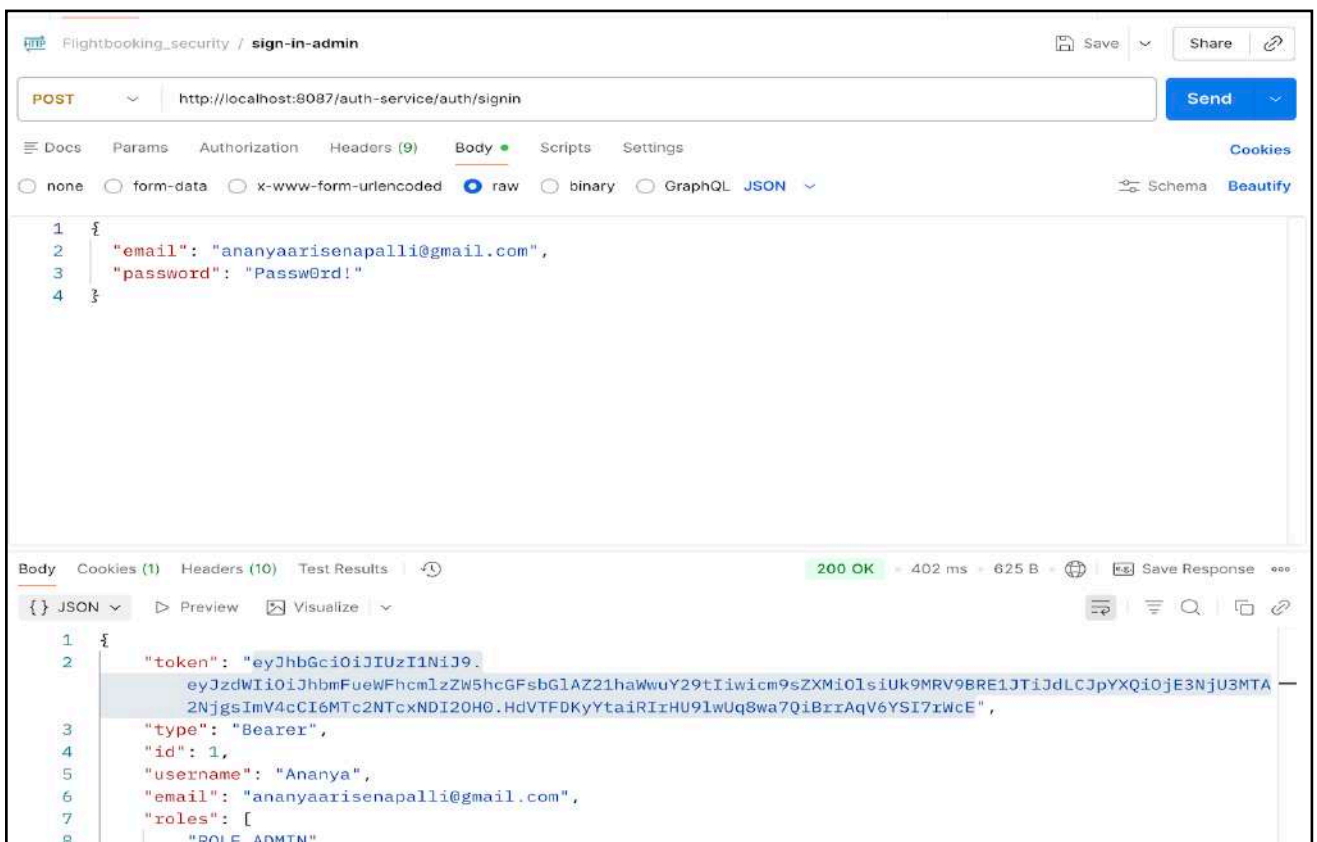 HTTP Flightbooking_security / sign-in-admin Save Share
POST http://localhost:8087/auth-service/auth/signin Send
Docs Params Authorization Headers (9) Body Scripts Settings Cookies
none form-data x-www-form-urlencoded raw binary GraphQL JSON Schema Beautify
1 {
2 "email": "ananyaarisenapalli@gmail.com",
3 "password": "Passw0rd!"
4 }
Body Cookies (1) Headers (10) Test Results 200 OK 402 ms 625 B e.g. Save Response
{} JSON Preview Visualize
1 {
2 "token": "eyJhbGciOiJIUzI1NiJ9.
eyJzdWIiOiJhbmFueWFhcmlzZW5hcGFsbGlAZ21haWwuY29tIiwicm9sZXMiOlsiUk9MRV9BRE1JTiJdLCJpYXQiOjE3NjU3MTA
2NjgsImV4cCI6MTc2NTcxNDI2OH0.HdVTFDKyYtaiRIrHU9lwUq8wa7QiBrrAqV6YSI7rWcE",
3 "type": "Bearer",
4 "id": 1,
5 "username": "Ananya",
6 "email": "ananyaarisenapalli@gmail.com",
7 "roles": [
8 "ROLE_ADMIN"